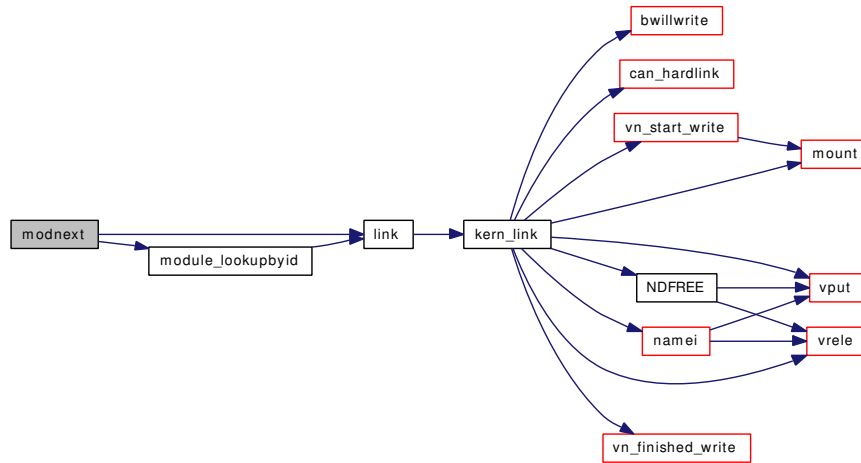 bwillwrite
can_hardlink
vn_start_write
mount
modnext
link
kern_link
module_lookupbyid
NDFREE
vput
namei
vrele
vn_finished_write